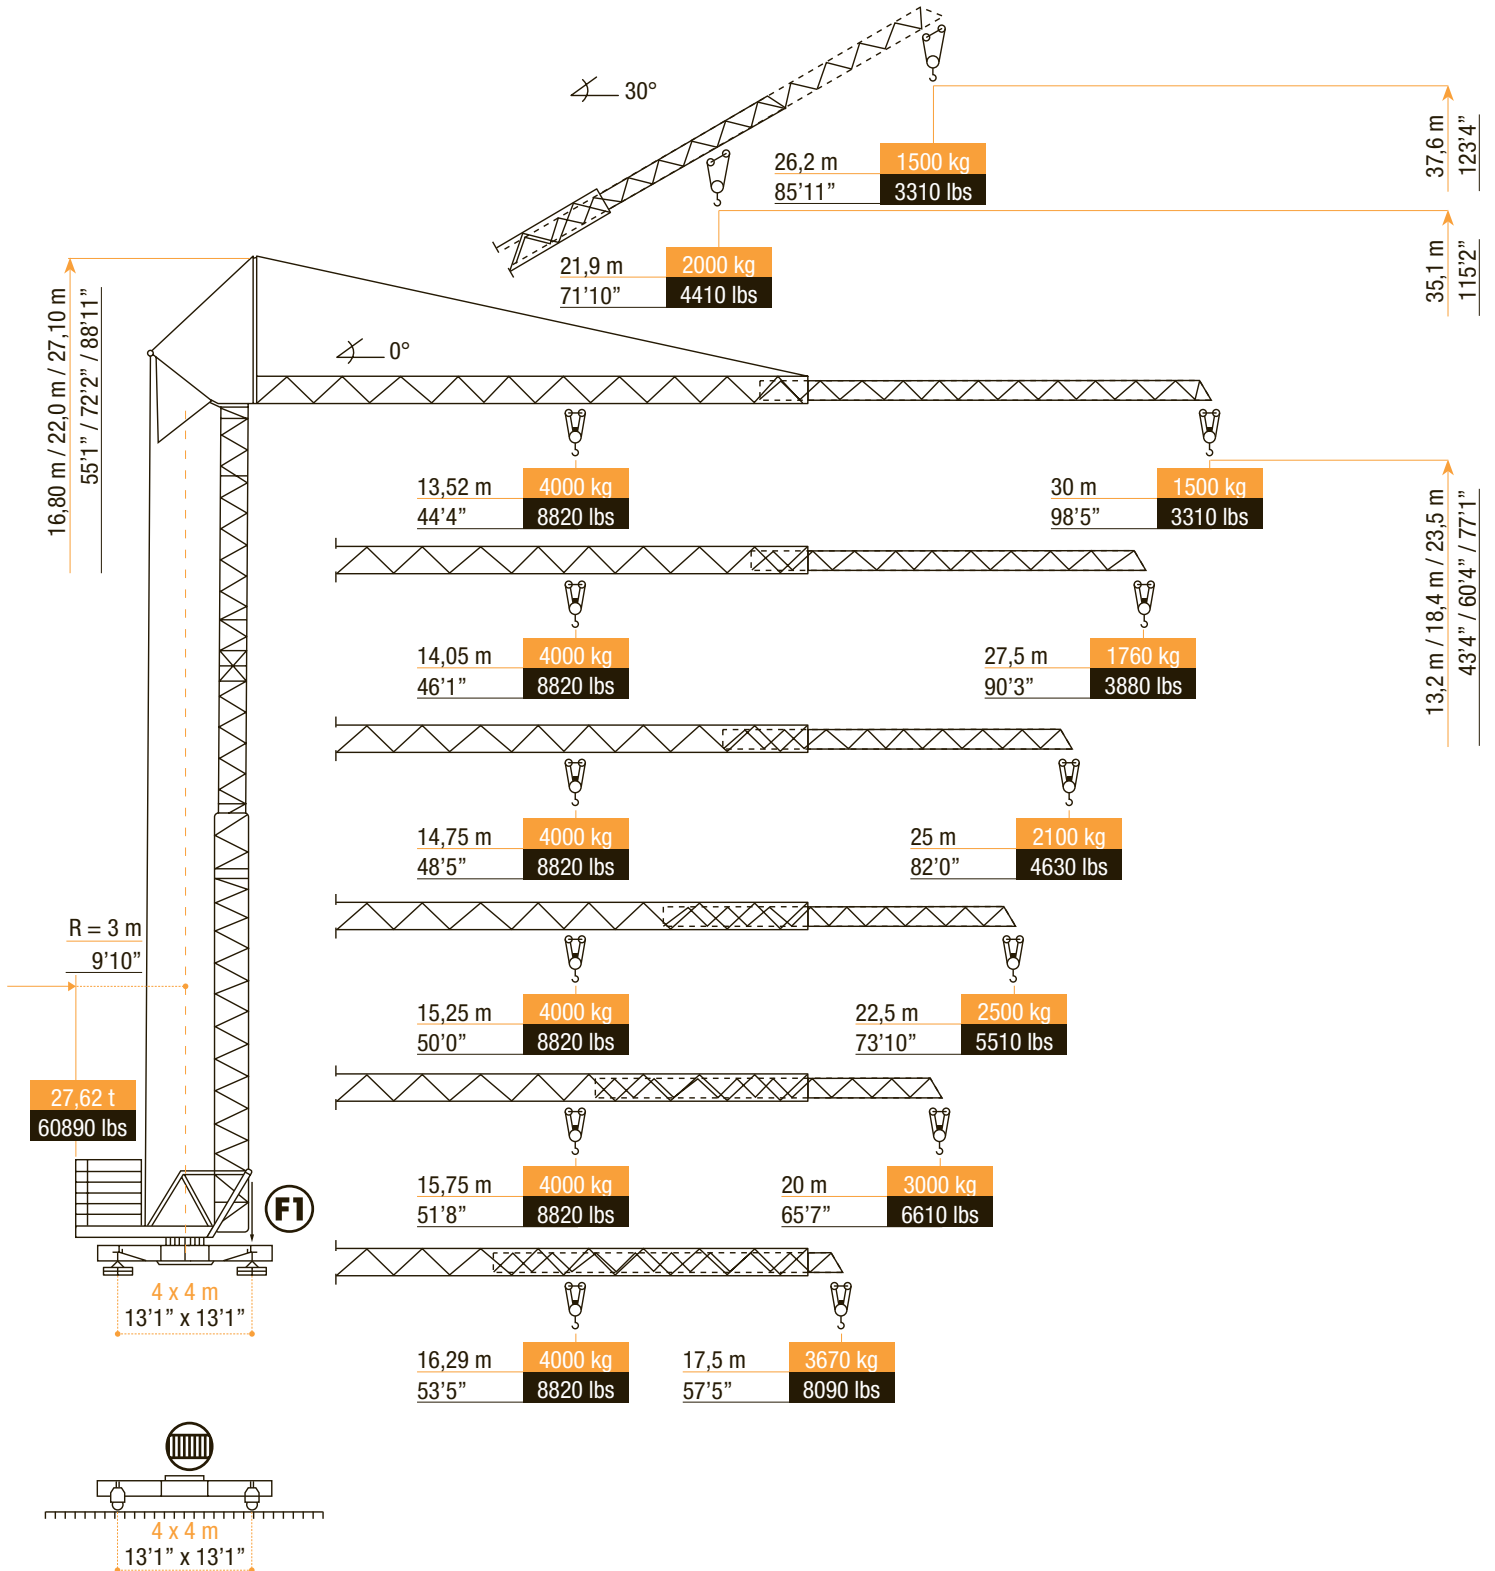 30°
26,2 m
1500 kg
85’11”
3310 lbs
37,6 m
123’4”
21,9 m
2000 kg
71’10”
4410 lbs
35,1 m
115’2”
16,80 m / 22,0 m / 27,10 m
55’1” / 72’2” / 88’11”
0°
13,52 m
4000 kg
44’4”
8820 lbs
30 m
1500 kg
98’5”
3310 lbs
13,2 m / 18,4 m / 23,5 m
43’4” / 60’4” / 77’1”
14,05 m
4000 kg
46’1”
8820 lbs
27,5 m
1760 kg
90’3”
3880 lbs
14,75 m
4000 kg
48’5”
8820 lbs
25 m
2100 kg
82’0”
4630 lbs
R = 3 m
9’10”
15,25 m
4000 kg
50’0”
8820 lbs
22,5 m
2500 kg
73’10”
5510 lbs
27,62 t
60890 lbs
15,75 m
4000 kg
51’8”
8820 lbs
20 m
3000 kg
65’7”
6610 lbs
F1
4 x 4 m
13’1” x 13’1”
16,29 m
4000 kg
53’5”
8820 lbs
17,5 m
3670 kg
57’5”
8090 lbs
4 x 4 m
13’1” x 13’1”